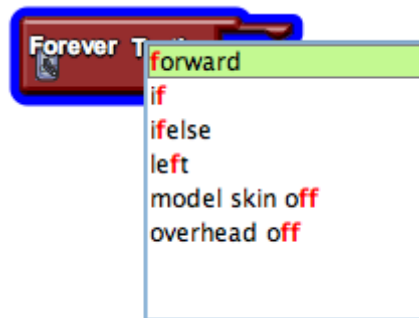 Forever
forward
if
ifelse
left
model skin off
overhead off